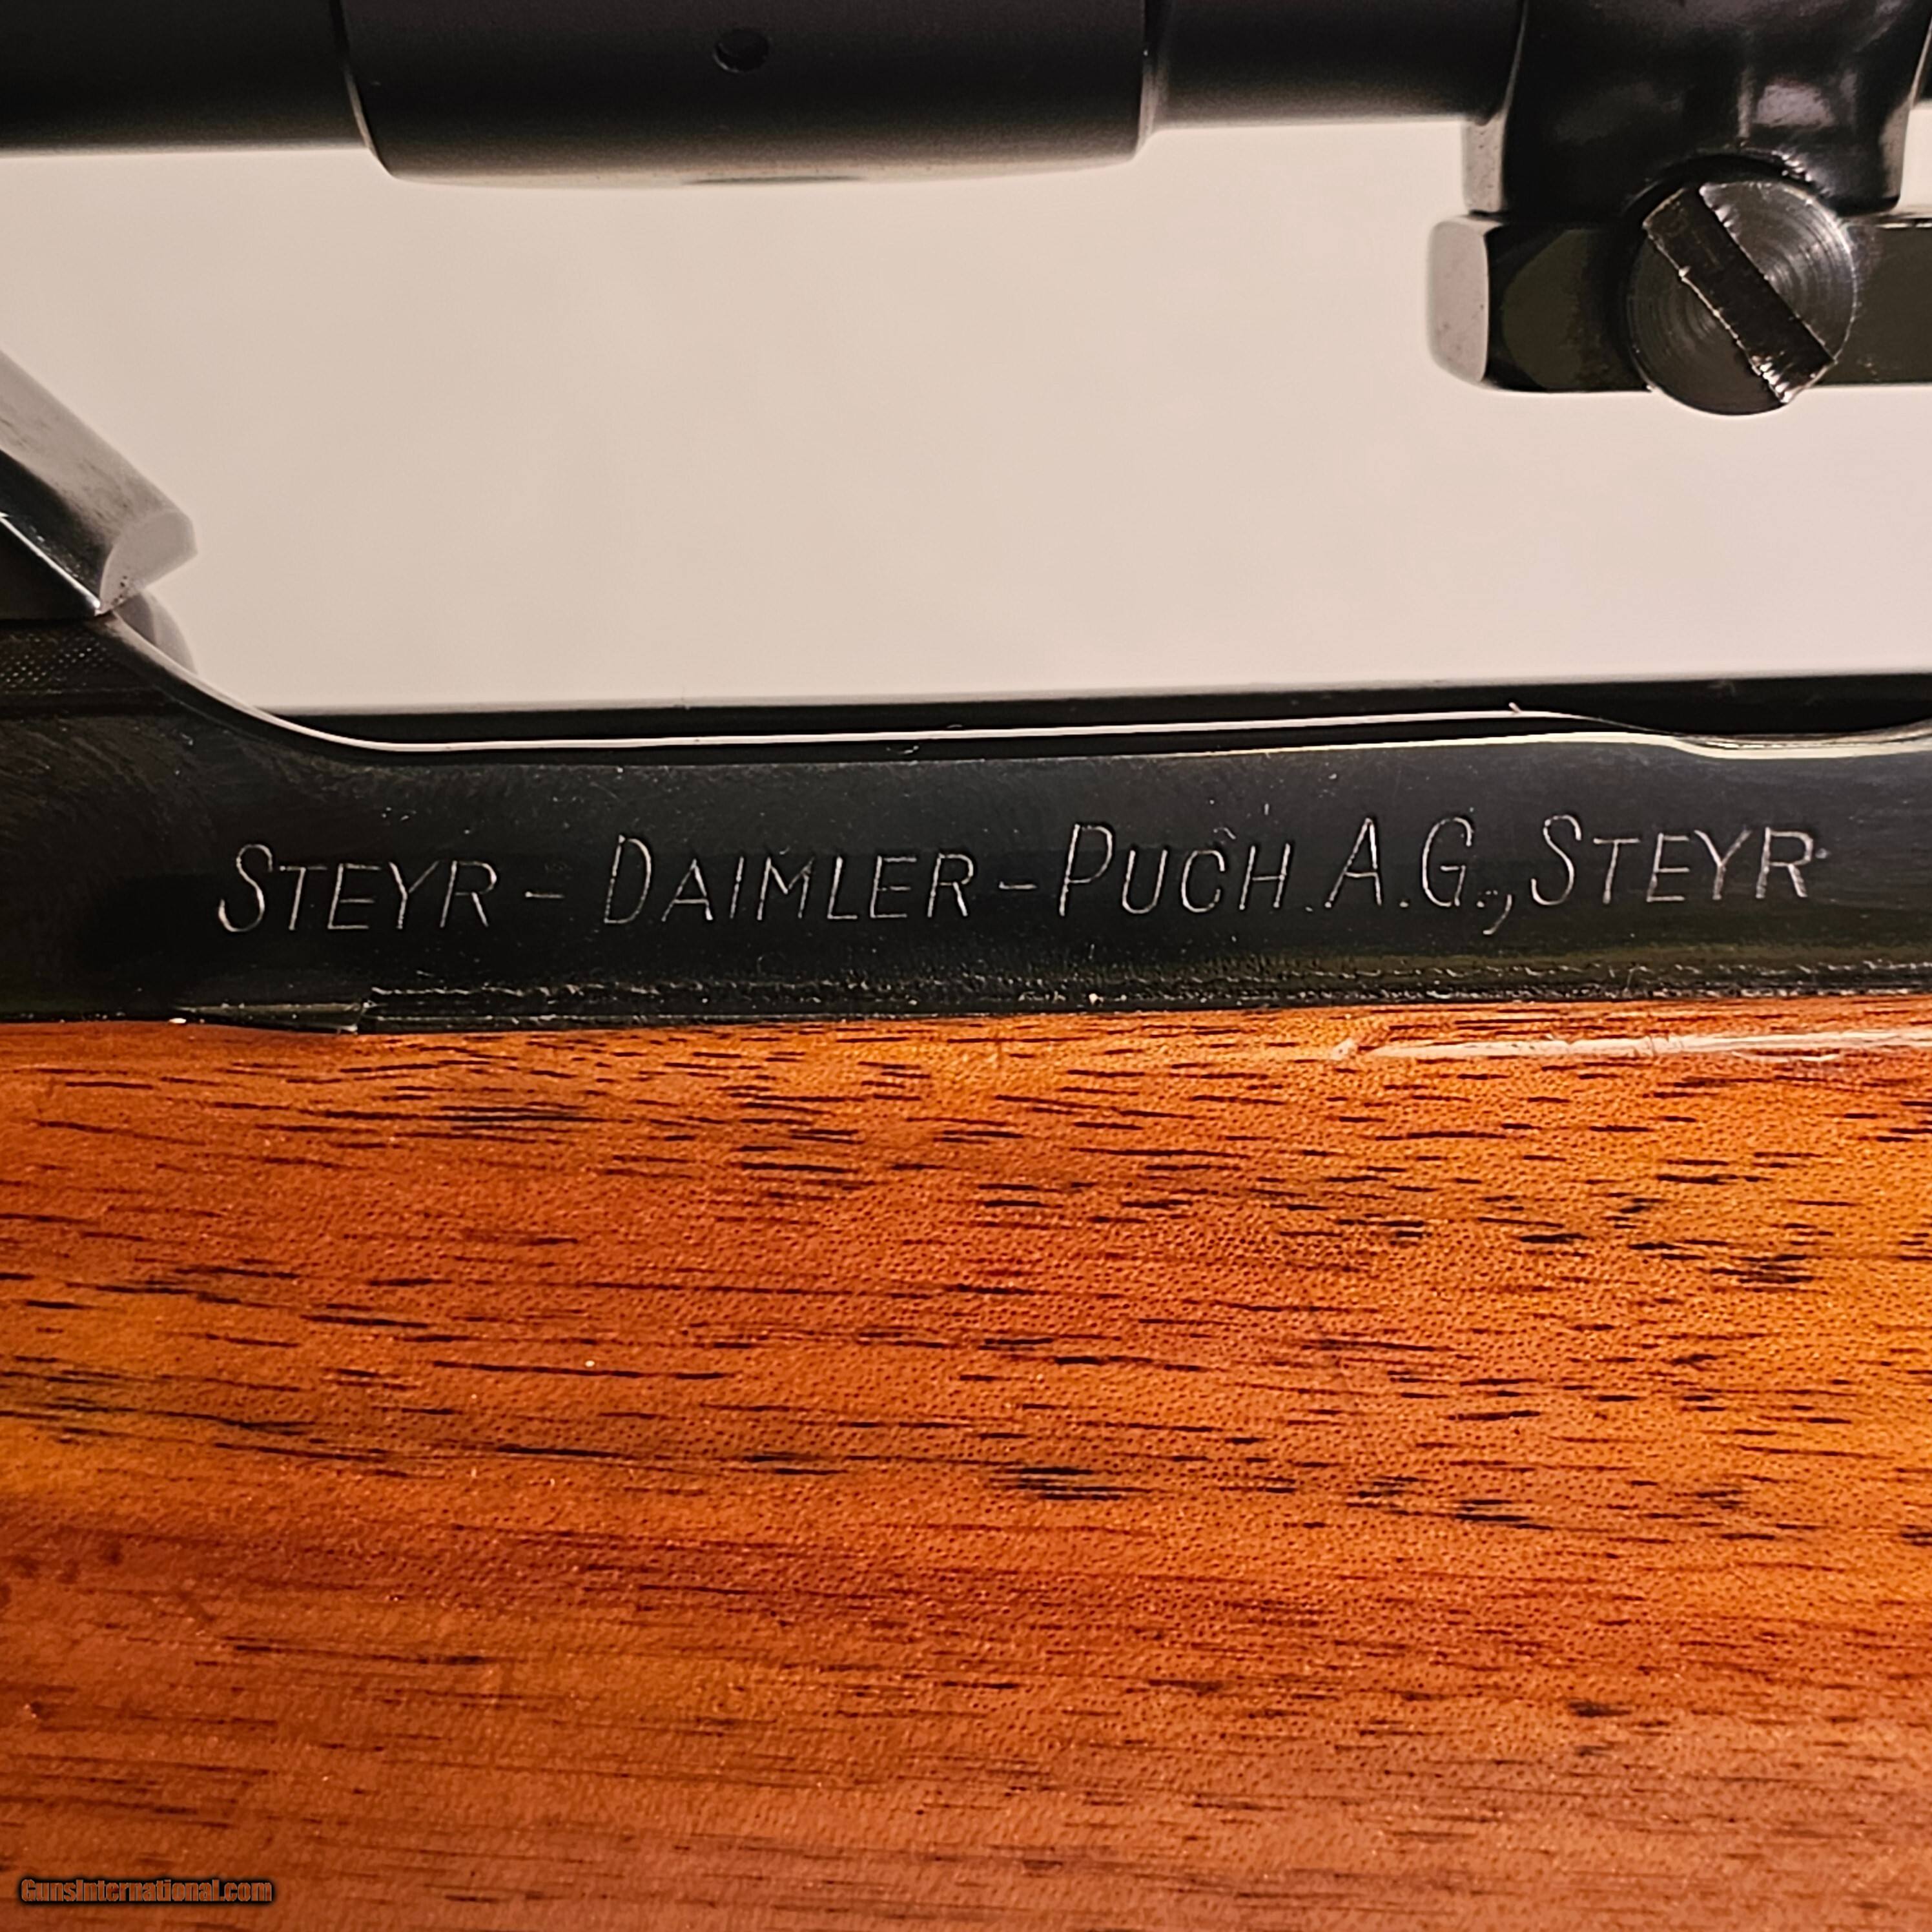 STEYR - DAIMLER - PUCH A.G., STEYR
GunsInternational.com